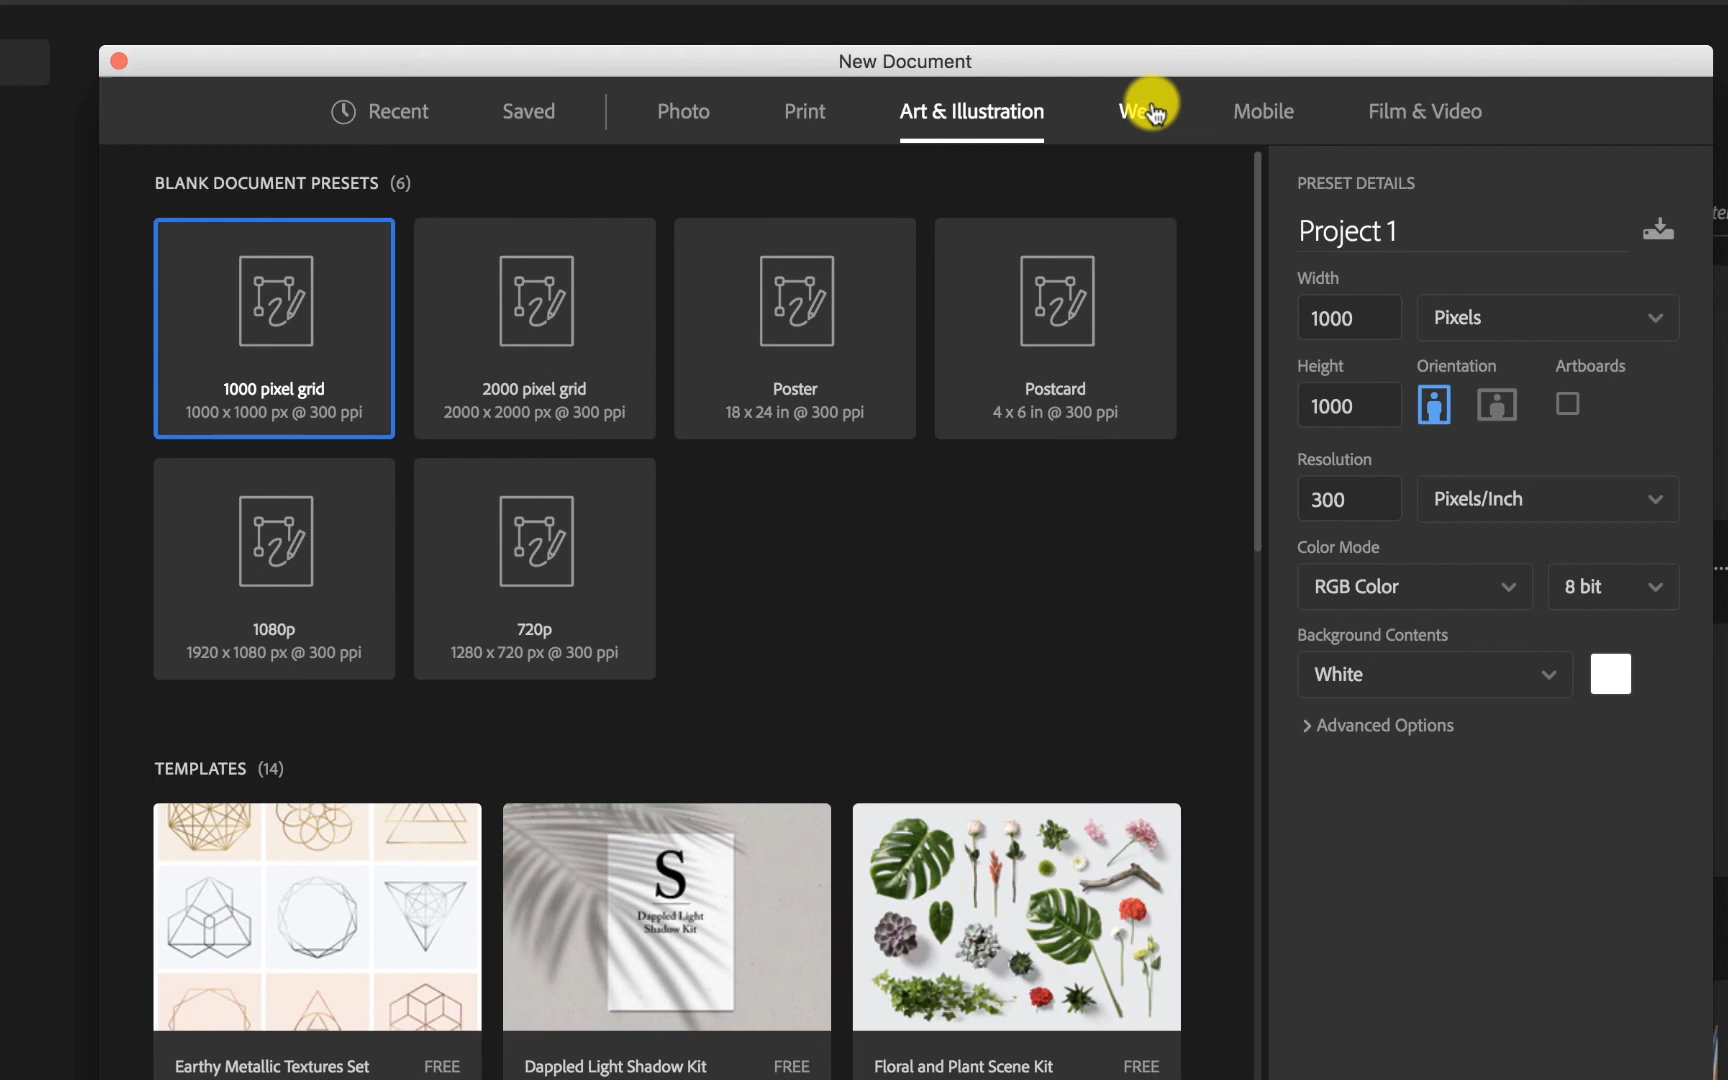 New Document
Recent Saved Photo Print Art & Illustration Mobile Film & Video
BLANK DOCUMENT PRESETS (6)
1000 pixel grid
1000 x 1000 px @ 300 ppi
2000 pixel grid
2000 x 2000 px @ 300 ppi
Poster
18 x 24 in @ 300 ppi
Postcard
4 x 6 in @ 300 ppi
1080p
1920 x 1080 px @ 300 ppi
720p
1280 x 720 px @ 300 ppi
TEMPLATES (14)
S
Dappled Light
Shadow Kit
Earthy Metallic Textures Set FREE
Dappled Light Shadow Kit FREE
Floral and Plant Scene Kit FREE
PRESET DETAILS
Project 1
Width
1000 Pixels
Height Orientation Artboards
1000
Resolution
300 Pixels/Inch
Color Mode
RGB Color 8 bit
Background Contents
White
Advanced Options